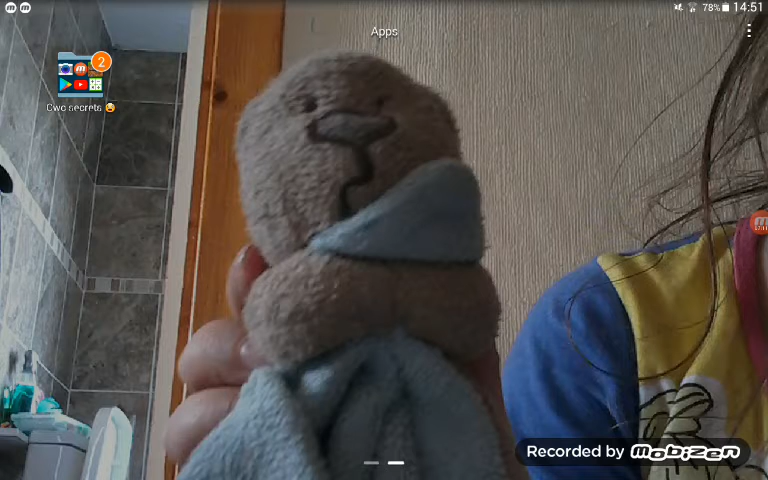 78% 14:51
Apps
2
Cwc secrets 😵
Recorded by mobizen